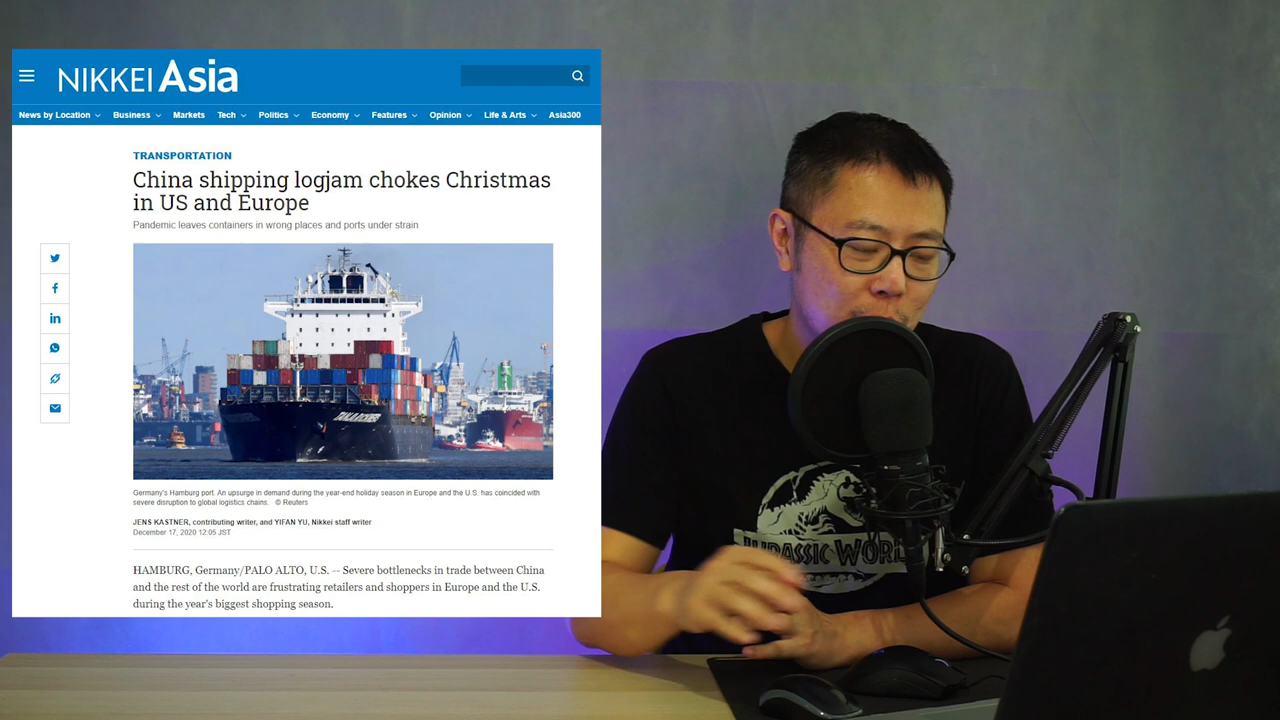 NIKKEI Asia
News by Location Business Markets Tech Politics Economy Features Opinion Life & Arts Asia300
TRANSPORTATION
China shipping logjam chokes Christmas
in US and Europe
Pandemic leaves containers in wrong places and ports under strain
Germany's Hamburg port. An upsurge in demand during the year-end holiday season in Europe and the U.S. has coincided with
severe disruption to global logistics chains. © Reuters
JENS KASTNER, contributing writer, and YIFAN YU, Nikkei staff writer
December 17, 2020 12:05 JST
HAMBURG, Germany/PALO ALTO, U.S. -- Severe bottlenecks in trade between China
and the rest of the world are frustrating retailers and shoppers in Europe and the U.S.
during the year's biggest shopping season.
JURASSIC WORL